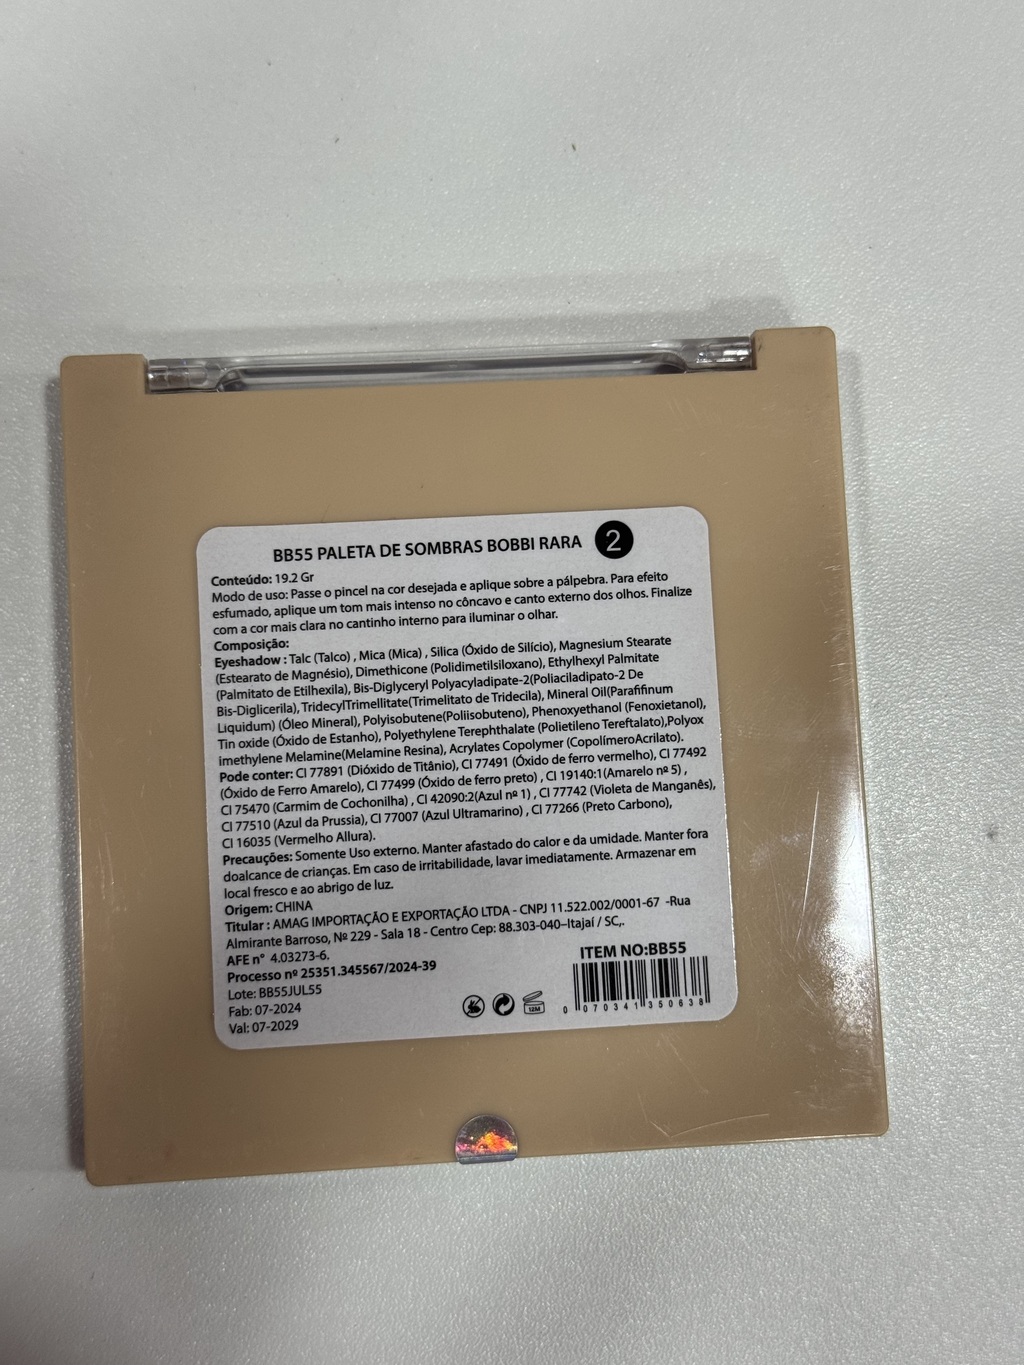 BB55 PALETA DE SOMBRAS BOBBI RARA 2
Conteúdo: 19.2 Gr
Modo de uso: Passe o pincel na cor desejada e aplique sobre a pálpebra. Para efeito
esfumado, aplique um tom mais intenso no côncavo e canto externo dos olhos. Finalize
com a cor mais clara no cantinho interno para iluminar o olhar.
Composição:
Eyeshadow : Talc (Talco) , Mica (Mica) , Silica (Óxido de Silício), Magnesium Stearate
(Estearato de Magnésio), Dimethicone (Polidimetilsiloxano), Ethylhexyl Palmitate
(Palmitato de Etilhexila), Bis-Diglyceryl Polyacyladipate-2(Poliaciladipato-2 De
Bis-Diglicerila), TridecylTrimellitate(Trimelitato de Tridecila), Mineral Oil(Parafifinum
Liquidum) (Óleo Mineral), Polyisobutene(Poliisobuteno), Phenoxyethanol (Fenoxietanol),
Tin oxide (Óxido de Estanho), Polyethylene Terephthalate (Polietileno Tereftalato),Polyox
imethylene Melamine(Melamine Resina), Acrylates Copolymer (CopolímeroAcrilato).
Pode conter: CI 77891 (Dióxido de Titânio), CI 77491 (Óxido de ferro vermelho), CI 77492
(Óxido de Ferro Amarelo), CI 77499 (Óxido de ferro preto) , CI 19140:1(Amarelo nº 5) ,
CI 75470 (Carmim de Cochonilha) , CI 42090:2(Azul nº 1) , CI 77742 (Violeta de Manganês),
CI 77510 (Azul da Prussia), CI 77007 (Azul Ultramarino) , CI 77266 (Preto Carbono),
CI 16035 (Vermelho Allura).
Precauções: Somente Uso externo. Manter afastado do calor e da umidade. Manter fora
doalcance de crianças. Em caso de irritabilidade, lavar imediatamente. Armazenar em
local fresco e ao abrigo de luz.
Origem: CHINA
Titular : AMAG IMPORTAÇÃO E EXPORTAÇÃO LTDA - CNPJ 11.522.002/0001-67 -Rua
Almirante Barroso, Nº 229 - Sala 18 - Centro Cep: 88.303-040–Itajaí / SC,.
AFE n° 4.03273-6.
Processo nº 25351.345567/2024-39
Lote: BB55JUL55
Fab: 07-2024
Val: 07-2029
ITEM NO:BB55
12M
0 070341 350638